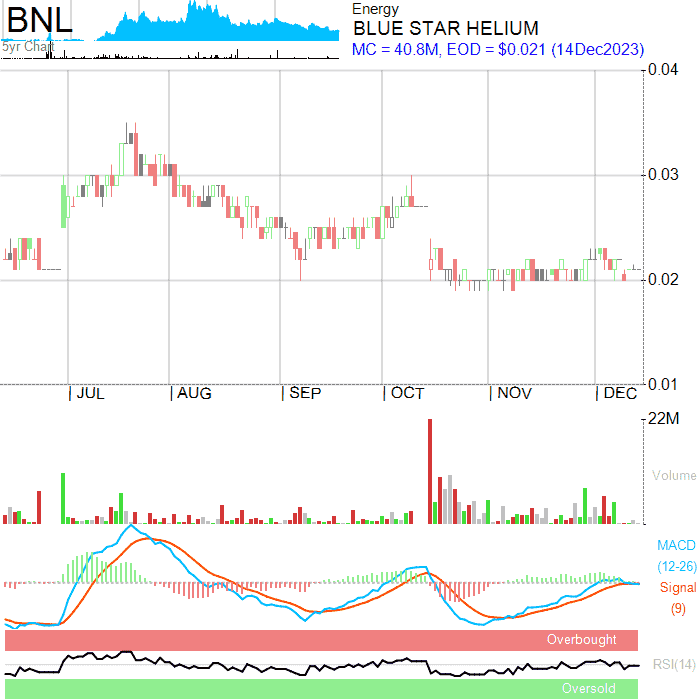 BNL
5yr Chart
Energy
BLUE STAR HELIUM
MC = 40.8M, EOD = $0.021 (14Dec2023)
0.04
0.03
0.02
0.01
JUL AUG SEP OCT NOV DEC
22M
Volume
MACD
(12-26)
Signal
(9)
Overbought
RSI(14)
Oversold